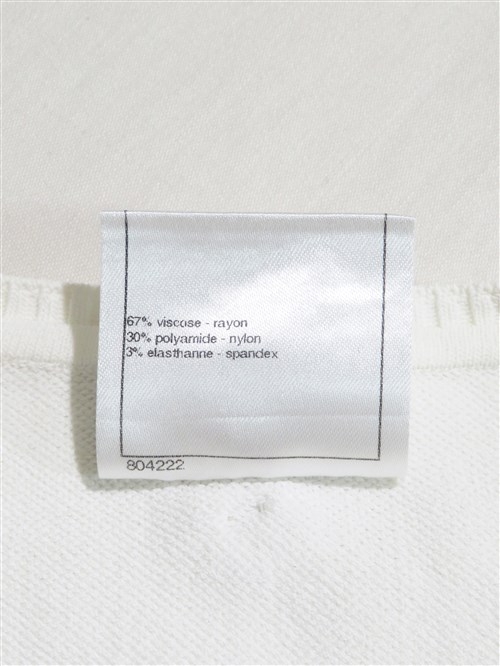 67% viscose - rayon
30% polyamide - nylon
3% elasthanne - spandex
804222